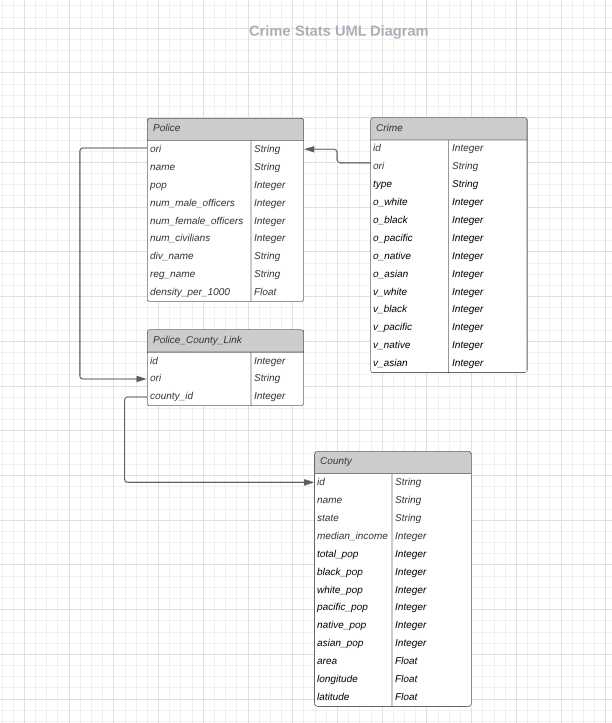 Crime Stats UML Diagram
Police
ori String
name String
pop Integer
num_male_officers Integer
num_female_officers Integer
num_civilians Integer
div_name String
reg_name String
density_per_1000 Float
Crime
id Integer
ori String
type String
o_white Integer
o_black Integer
o_pacific Integer
o_native Integer
o_asian Integer
v_white Integer
v_black Integer
v_pacific Integer
v_native Integer
v_asian Integer
Police_County_Link
id Integer
ori String
county_id Integer
County
id String
name String
state String
median_income Integer
total_pop Integer
black_pop Integer
white_pop Integer
pacific_pop Integer
native_pop Integer
asian_pop Integer
area Float
longitude Float
latitude Float